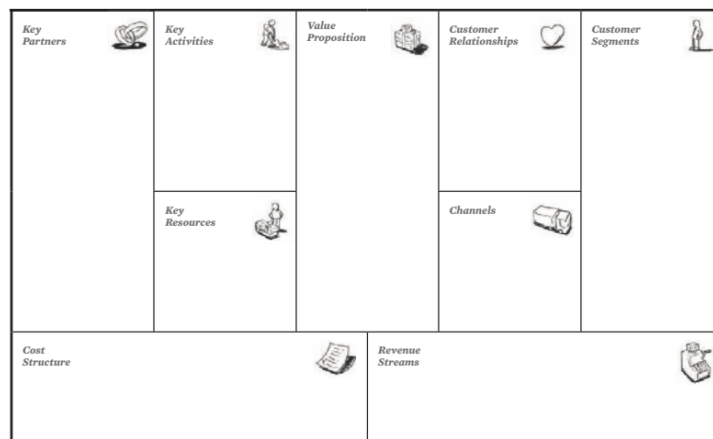 Key
Partners
Key
Activities
Value
Proposition
Customer
Relationships
Customer
Segments
Key
Resources
Channels
Cost
Structure
Revenue
Streams